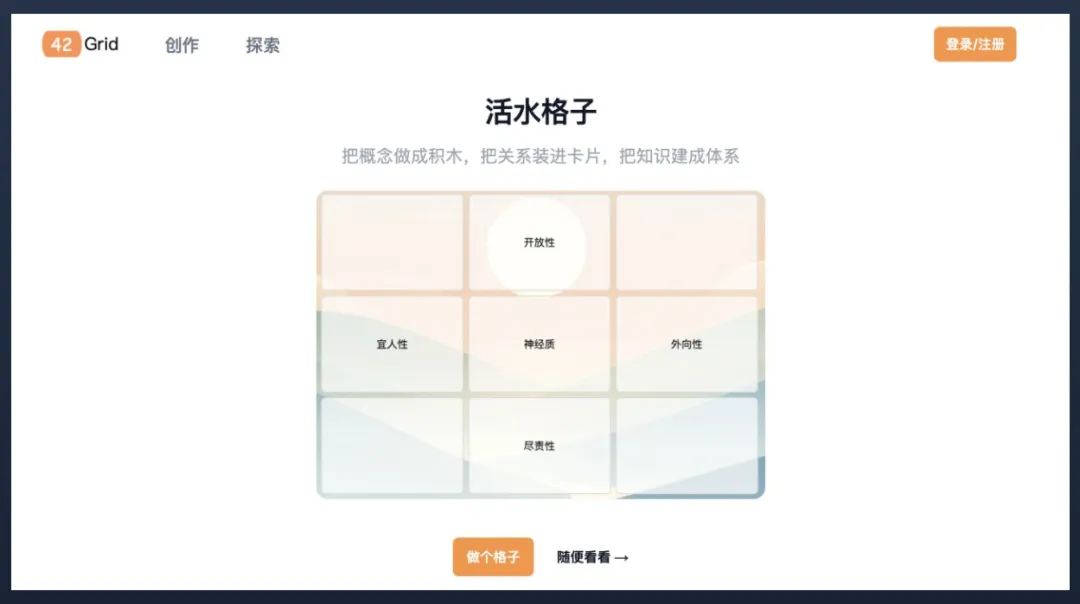 42 Grid 创作 探索 登录/注册
活水格子
把概念做成积木，把关系装进卡片，把知识建成体系
开放性
宜人性 神经质 外向性
尽责性
做个格子 随便看看 →